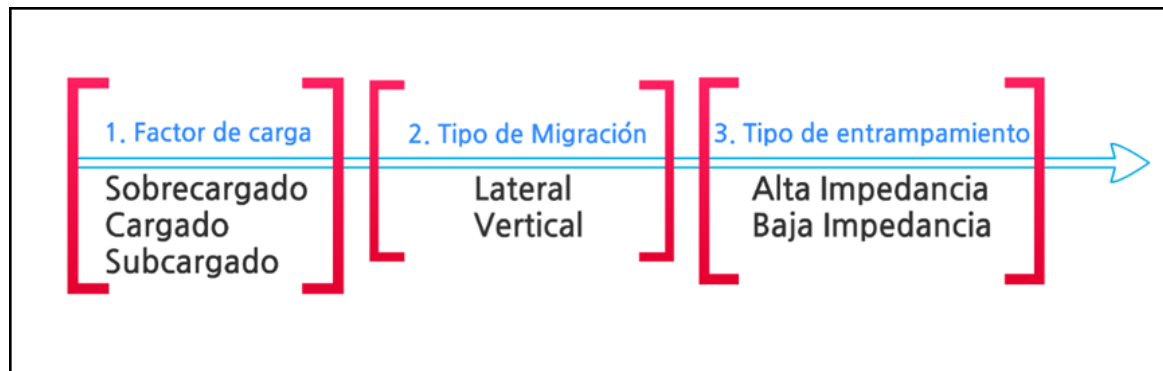 1. Factor de carga
Sobrecargado
Cargado
Subcargado
2. Tipo de Migración
Lateral
Vertical
3. Tipo de entrampamiento
Alta Impedancia
Baja Impedancia